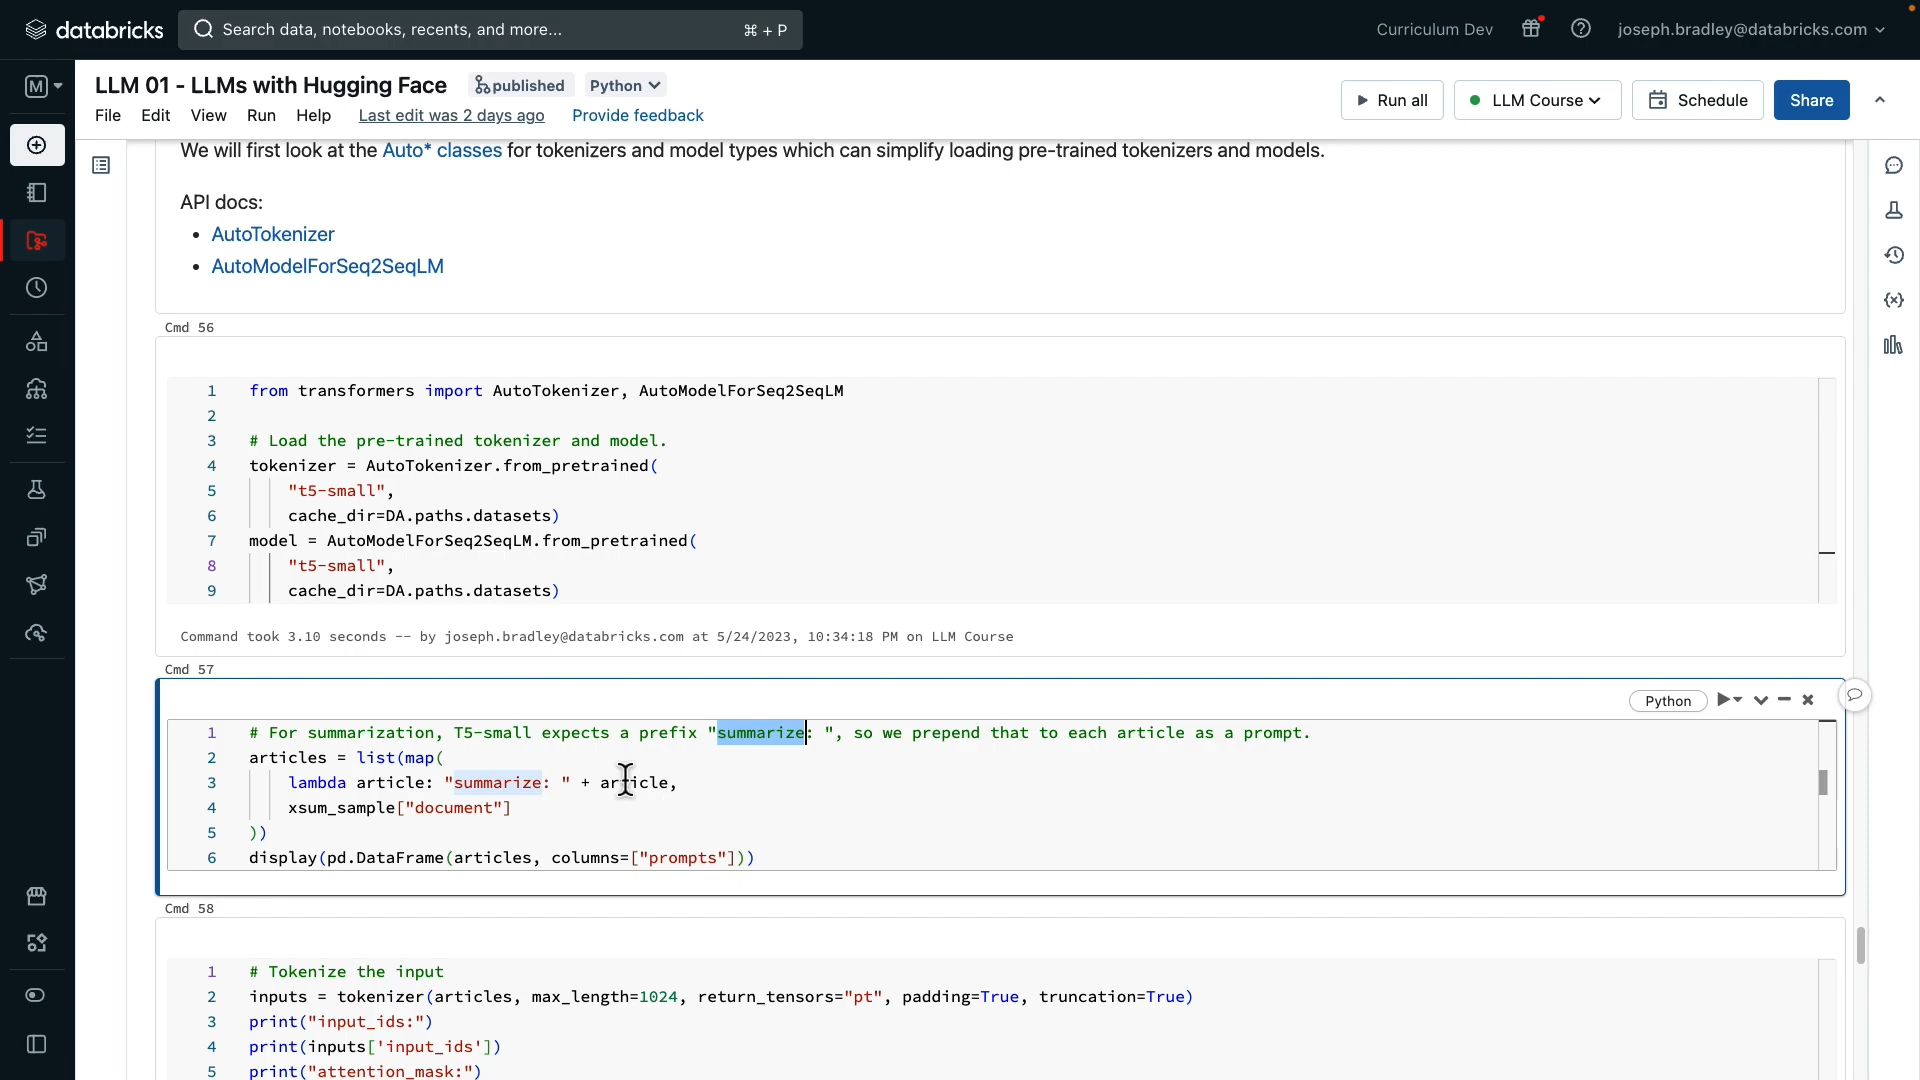 databricks
Search data, notebooks, recents, and more...
⌘ + P
Curriculum Dev
joseph.bradley@databricks.com
M
LLM 01 - LLMs with Hugging Face
published
Python
File Edit View Run Help Last edit was 2 days ago Provide feedback
Run all
LLM Course
Schedule
Share
We will first look at the Auto* classes for tokenizers and model types which can simplify loading pre-trained tokenizers and models.
API docs:
• AutoTokenizer
• AutoModelForSeq2SeqLM
Cmd 56
1 from transformers import AutoTokenizer, AutoModelForSeq2SeqLM
2
3 # Load the pre-trained tokenizer and model.
4 tokenizer = AutoTokenizer.from_pretrained(
5 "t5-small",
6 cache_dir=DA.paths.datasets)
7 model = AutoModelForSeq2SeqLM.from_pretrained(
8 "t5-small",
9 cache_dir=DA.paths.datasets)
Command took 3.10 seconds -- by joseph.bradley@databricks.com at 5/24/2023, 10:34:18 PM on LLM Course
Cmd 57
Python
1 # For summarization, T5-small expects a prefix "summarize: ", so we prepend that to each article as a prompt.
2 articles = list(map(
3 lambda article: "summarize: " + article,
4 xsum_sample["document"]
5 ))
6 display(pd.DataFrame(articles, columns=["prompts"]))
Cmd 58
1 # Tokenize the input
2 inputs = tokenizer(articles, max_length=1024, return_tensors="pt", padding=True, truncation=True)
3 print("input_ids:")
4 print(inputs['input_ids'])
5 print("attention_mask:")